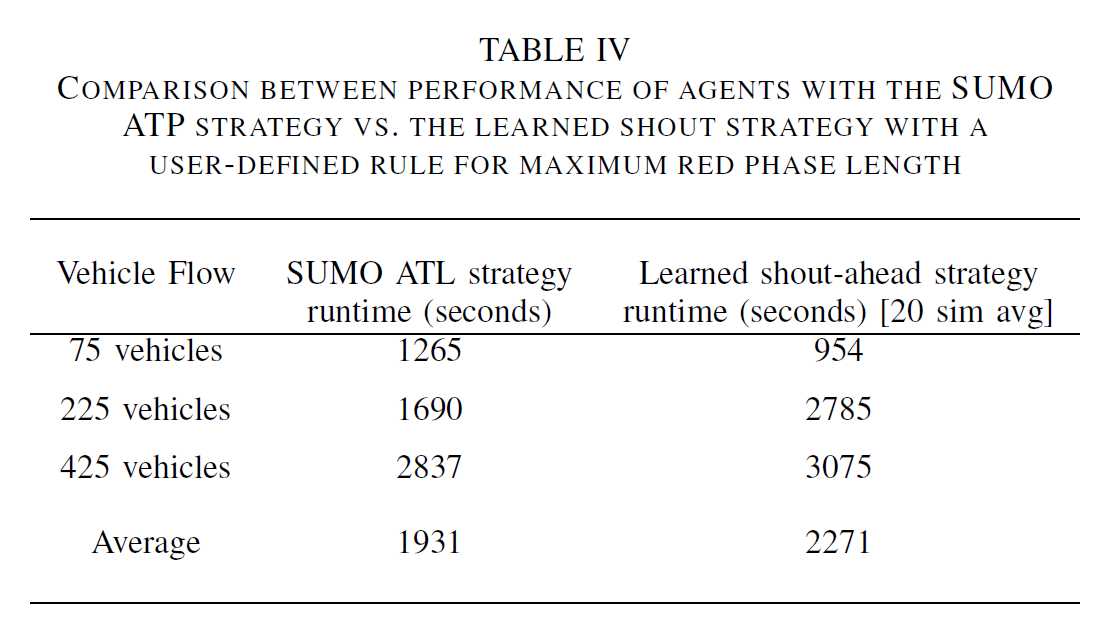 TABLE IV
COMPARISON BETWEEN PERFORMANCE OF AGENTS WITH THE SUMO
ATP STRATEGY VS. THE LEARNED SHOUT STRATEGY WITH A
USER-DEFINED RULE FOR MAXIMUM RED PHASE LENGTH
Vehicle Flow SUMO ATL strategy Learned shout-ahead strategy
runtime (seconds) runtime (seconds) [20 sim avg]
75 vehicles 1265 954
225 vehicles 1690 2785
425 vehicles 2837 3075
Average 1931 2271